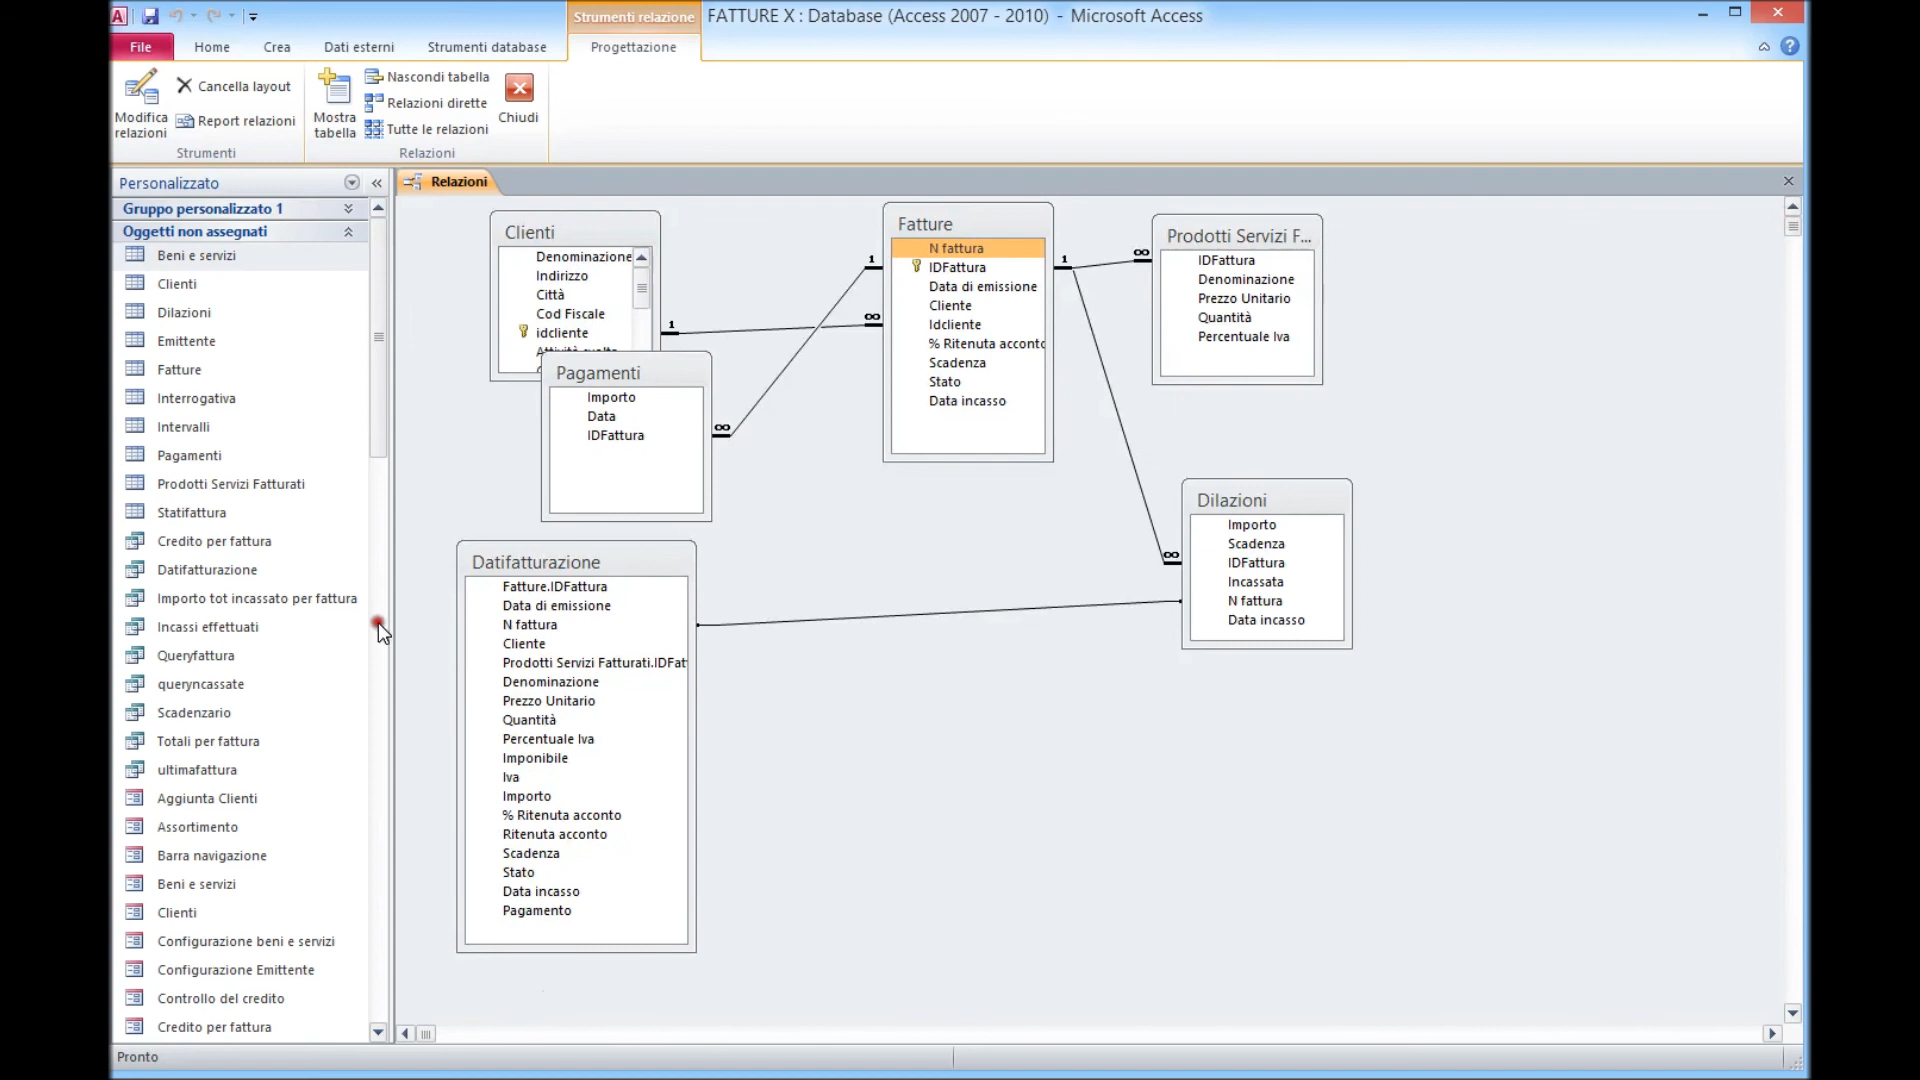 Strumenti relazione
FATTURE X : Database (Access 2007 - 2010) - Microsoft Access
File
Home
Crea
Dati esterni
Strumenti database
Progettazione
Modifica
relazioni
Cancella layout
Report relazioni
Strumenti
Mostra
tabella
Nascondi tabella
Relazioni dirette
Tutte le relazioni
Chiudi
Relazioni
Personalizzato
Gruppo personalizzato 1
Oggetti non assegnati
Beni e servizi
Clienti
Dilazioni
Emittente
Fatture
Interrogativa
Intervalli
Pagamenti
Prodotti Servizi Fatturati
Statifattura
Credito per fattura
Datifatturazione
Importo tot incassato per fattura
Incassi effettuati
Queryfattura
queryncassate
Scadenzario
Totali per fattura
ultimafattura
Aggiunta Clienti
Assortimento
Barra navigazione
Beni e servizi
Clienti
Configurazione beni e servizi
Configurazione Emittente
Controllo del credito
Credito per fattura
Relazioni
Clienti
Denominazione
Indirizzo
Città
Cod Fiscale
idcliente
1
∞
Pagamenti
Importo
Data
IDFattura
∞
1
Fatture
N fattura
IDFattura
Data di emissione
Cliente
Idcliente
% Ritenuta acconto
Scadenza
Stato
Data incasso
1
∞
Prodotti Servizi F...
IDFattura
Denominazione
Prezzo Unitario
Quantità
Percentuale Iva
∞
Dilazioni
Importo
Scadenza
IDFattura
Incassata
N fattura
Data incasso
Datifatturazione
Fatture.IDFattura
Data di emissione
N fattura
Cliente
Prodotti Servizi Fatturati.IDFat
Denominazione
Prezzo Unitario
Quantità
Percentuale Iva
Imponibile
Iva
Importo
% Ritenuta acconto
Ritenuta acconto
Scadenza
Stato
Data incasso
Pagamento
Pronto